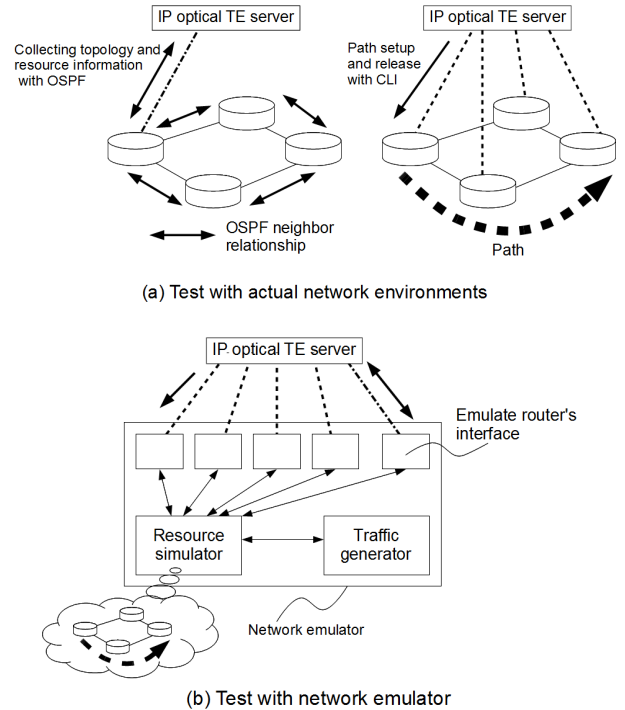 IP optical TE server
Collecting topology and
resource information
with OSPF
OSPF neighbor
relationship
IP optical TE server
Path setup
and release
with CLI
Path
(a) Test with actual network environments
IP optical TE server
Emulate router's
interface
Resource
simulator
Traffic
generator
Network emulator
(b) Test with network emulator